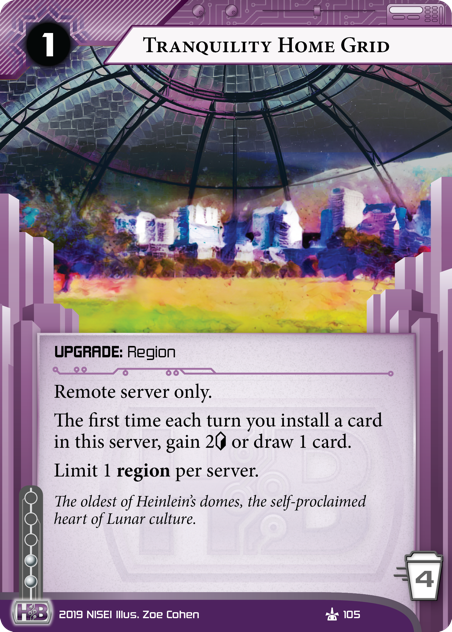 1
Tranquility Home Grid
UPGRADE: Region
Remote server only.
The first time each turn you install a card
in this server, gain 2 or draw 1 card.
Limit 1 region per server.
The oldest of Heinlein's domes, the self-proclaimed
heart of Lunar culture.
4
HB
2019 NISEI Illus. Zoe Cohen
105